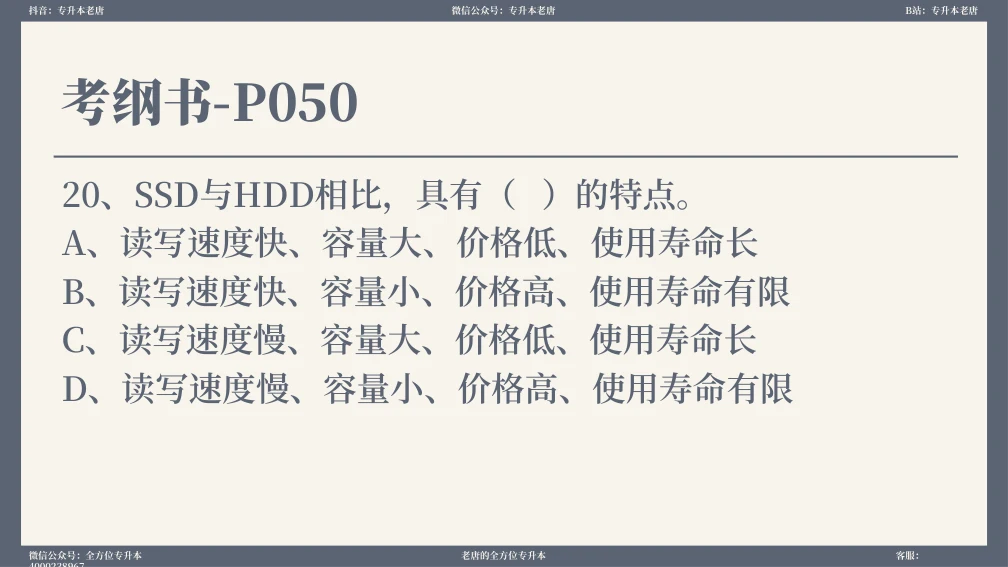 抖音：专升本老唐
微信公众号：专升本老唐
B站：专升本老唐
考纲书-P050
20、SSD与HDD相比，具有（  ）的特点。
A、读写速度快、容量大、价格低、使用寿命长
B、读写速度快、容量小、价格高、使用寿命有限
C、读写速度慢、容量大、价格低、使用寿命长
D、读写速度慢、容量小、价格高、使用寿命有限
微信公众号：全方位专升本
老唐的全方位专升本
客服：
4000238967